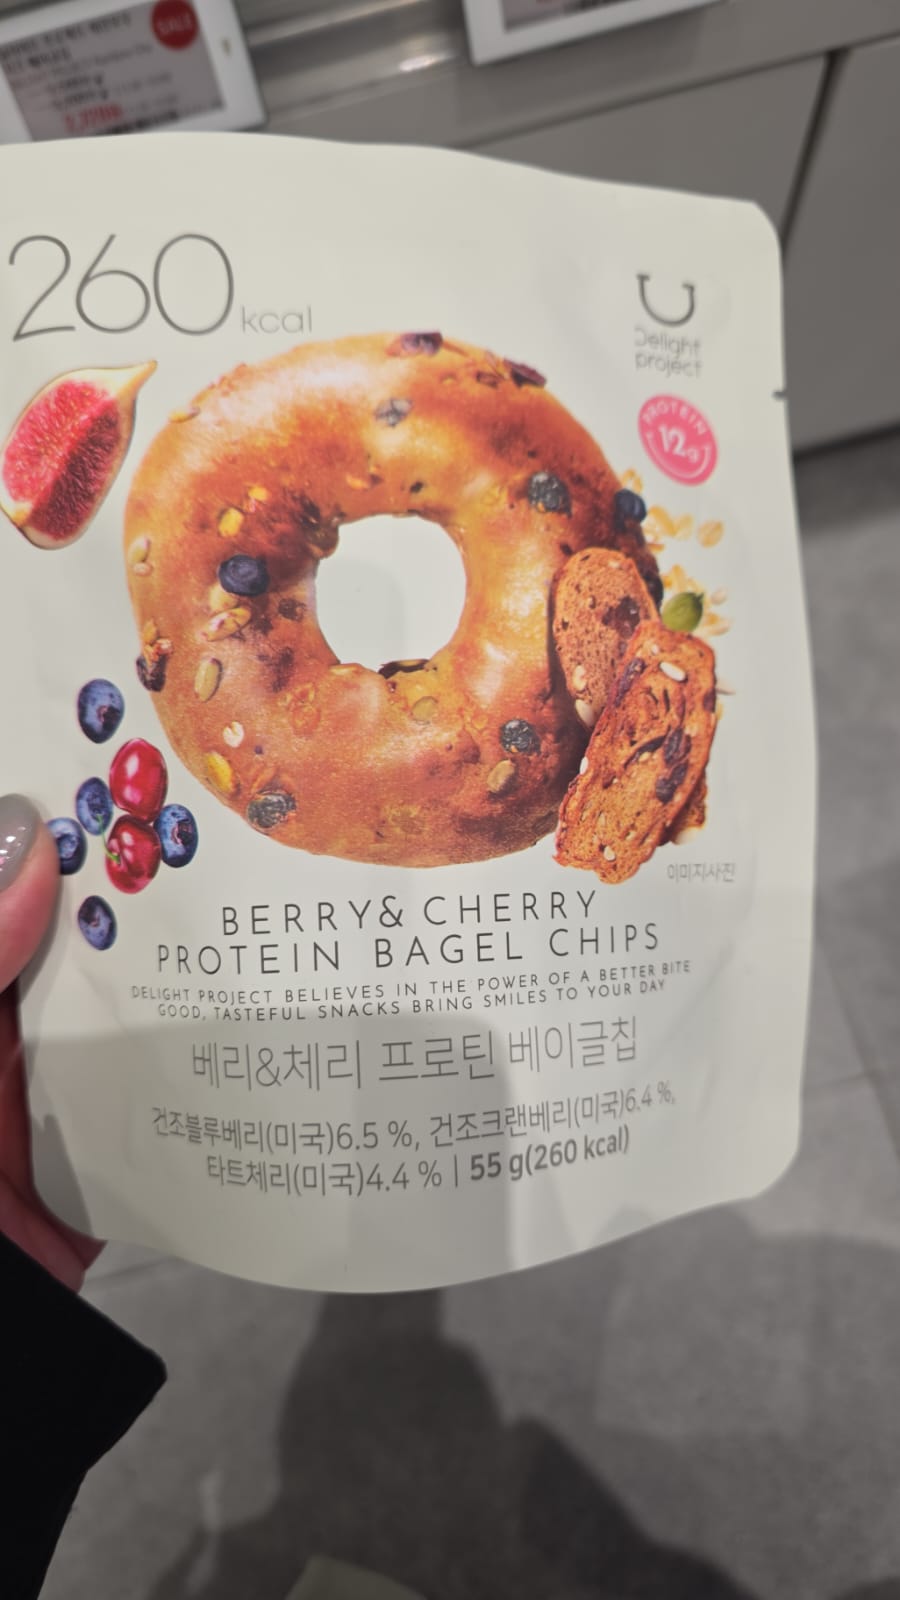 SALE
260 kcal
Delight
project
PROTEIN
12g
이미지사진
BERRY& CHERRY
PROTEIN BAGEL CHIPS
DELIGHT PROJECT BELIEVES IN THE POWER OF A BETTER BITE
GOOD, TASTEFUL SNACKS BRING SMILES TO YOUR DAY
베리&체리 프로틴 베이글칩
건조블루베리(미국)6.5 %, 건조크랜베리(미국)6.4 %,
타트체리(미국)4.4 % | 55 g(260 kcal)